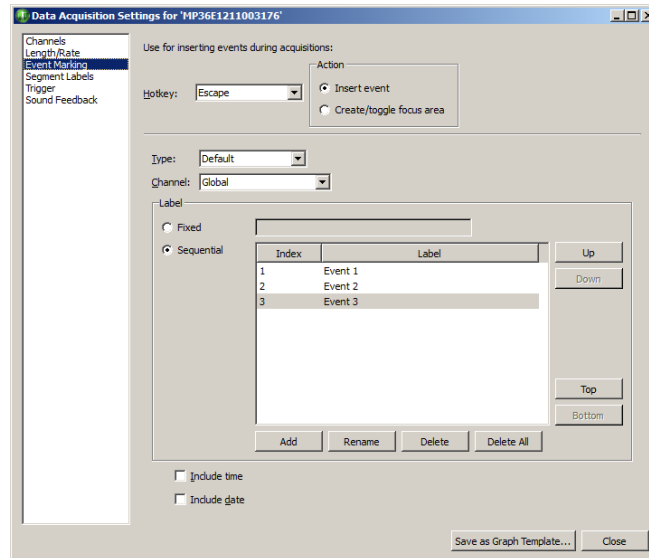 Data Acquisition Settings for 'MP36E1211003176'
Channels
Length/Rate
Event Marking
Segment Labels
Trigger
Sound Feedback
Use for inserting events during acquisitions:
Hotkey: Escape
Action
Insert event
Create/toggle focus area
Type: Default
Channel: Global
Label
Fixed
Sequential
Index Label
1 Event 1
2 Event 2
3 Event 3
Up
Down
Top
Bottom
Add Rename Delete Delete All
Include time
Include date
Save as Graph Template... Close